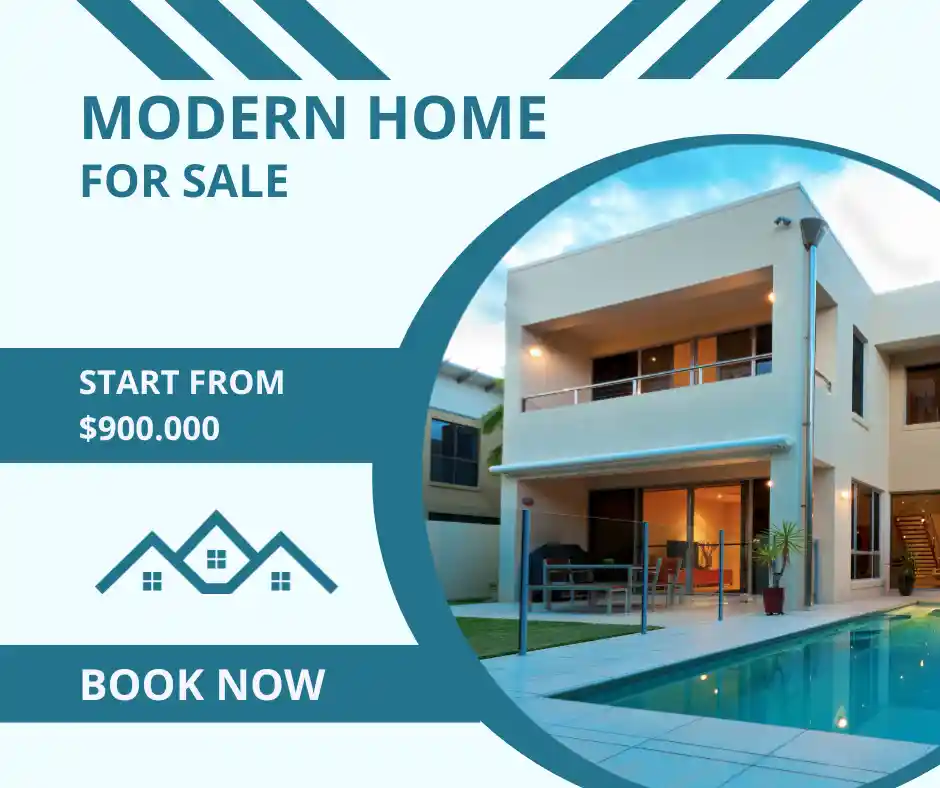 MODERN HOME
FOR SALE
START FROM
$900.000
BOOK NOW